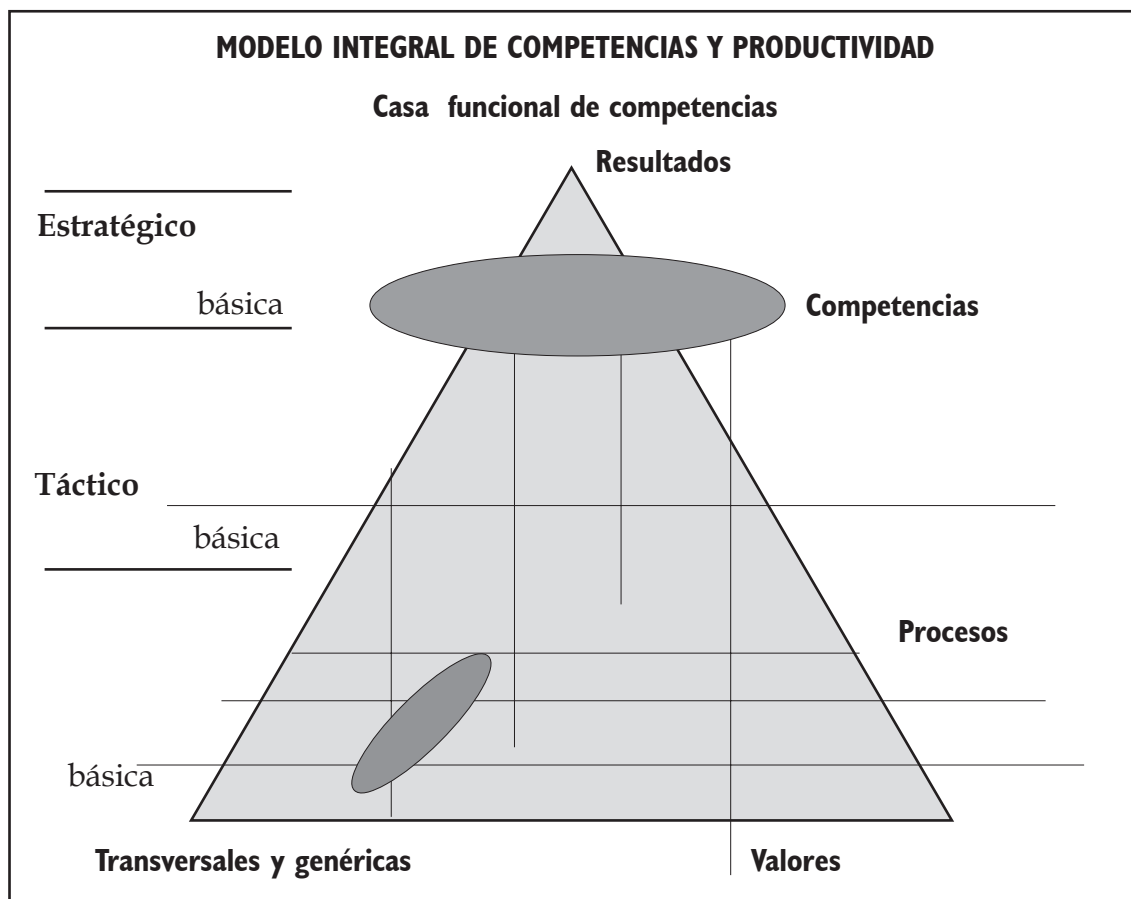 MODELO INTEGRAL DE COMPETENCIAS Y PRODUCTIVIDAD
Casa funcional de competencias
Resultados
Estratégico
básica
Competencias
Táctico
básica
Procesos
básica
Transversales y genéricas
Valores